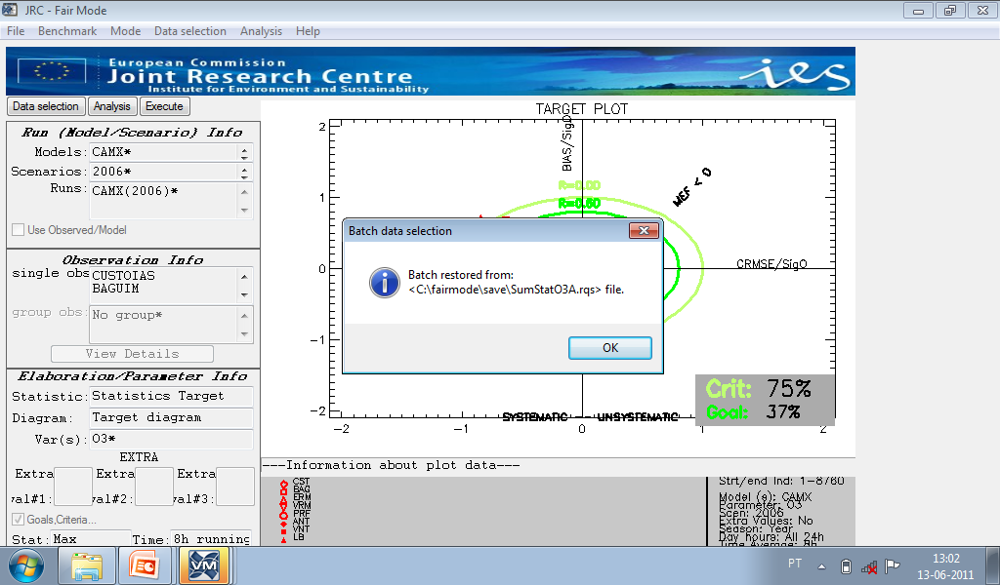 JRC - Fair Mode
File Benchmark Mode Data selection Analysis Help
European Commission
Joint Research Centre
Institute for Environment and Sustainability
ies
Data selection Analysis Execute
Run (Model/Scenario) Info
Models: CAMX*
Scenarios: 2006*
Runs: CAMX(2006)*
Use Observed/Model
Observation Info
single obs CUSTOIAS
BAGUIM
group obs: No group*
View Details
Elaboration/Parameter Info
Statistic: Statistics Target
Diagram: Target diagram
Var(s): O3*
EXTRA
Extra Extra Extra
val#1: val#2: val#3:
Goals,Criteria...
Stat: Max Time: 8h running
TARGET PLOT
BIAS/SigO
2
1
0
-1
-2
R=0.00
R=0.60
MEF < 0
CRMSE/SigO
SYSTEMATIC -- UNSYSTEMATIC
-2 -1 0 1 2
Crit: 75%
Goal: 37%
Batch data selection
Batch restored from:
<C:\fairmode\save\SumStatO3A.rqs> file.
OK
---Information about plot data---
CST
BAG
ERM
VRM
PRF
ANT
VNT
LB
Strt/end Ind: 1-8760
Model (s): CAMX
Parameter: O3
Scen: 2006
Extra Values: No
Season: Year
Day hours: All 24h
Time Average: 8h
PT
13:02
13-06-2011